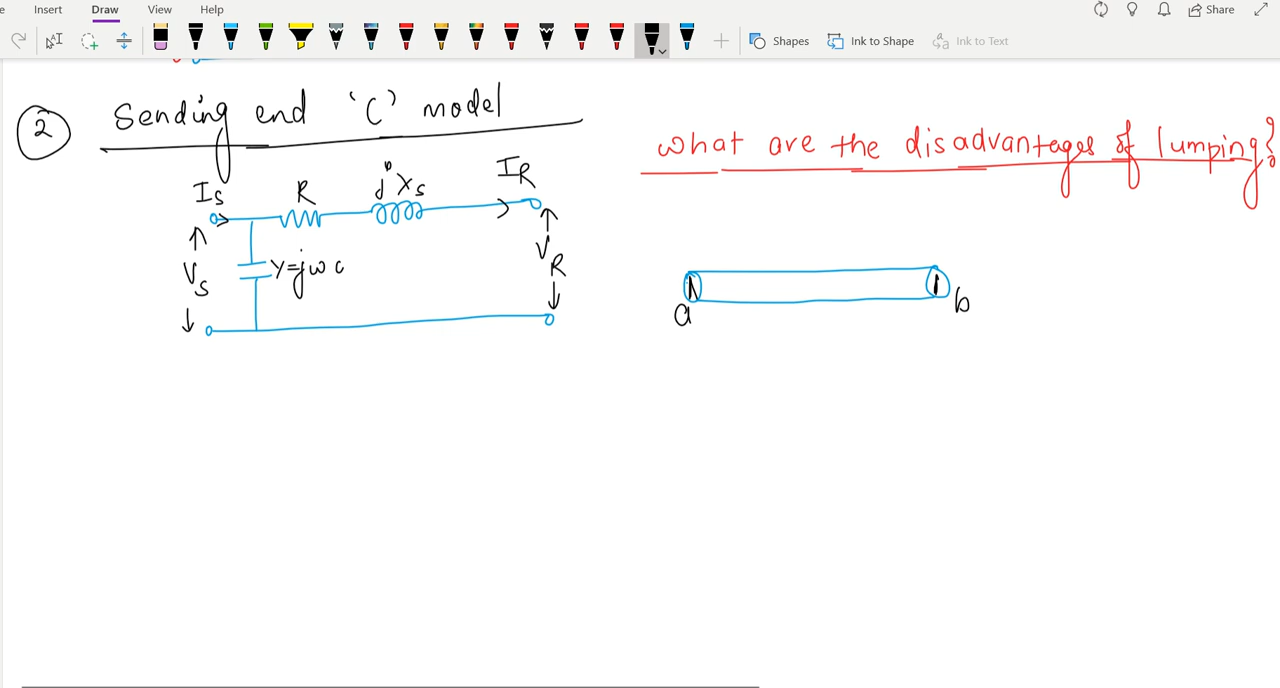 Insert Draw View Help
Share
Shapes Ink to Shape Ink to Text
2 Sending end 'C' model
What are the disadvantages of lumping?
Is R jXs IR
Vs Y=jωc VR
a b